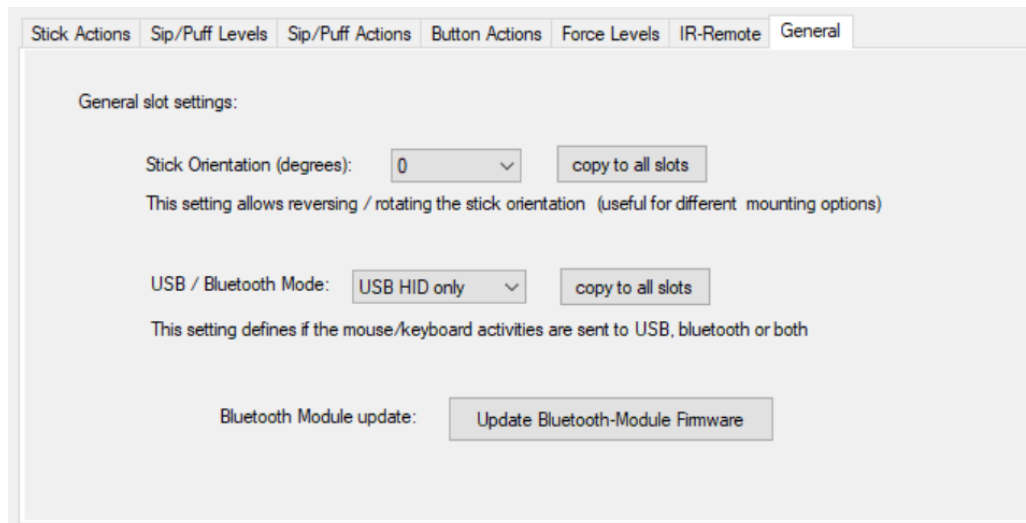 Stick Actions Sip/Puff Levels Sip/Puff Actions Button Actions Force Levels IR-Remote General
General slot settings:
Stick Orientation (degrees): 0 copy to all slots
This setting allows reversing / rotating the stick orientation (useful for different mounting options)
USB / Bluetooth Mode: USB HID only copy to all slots
This setting defines if the mouse/keyboard activities are sent to USB, bluetooth or both
Bluetooth Module update: Update Bluetooth-Module Firmware